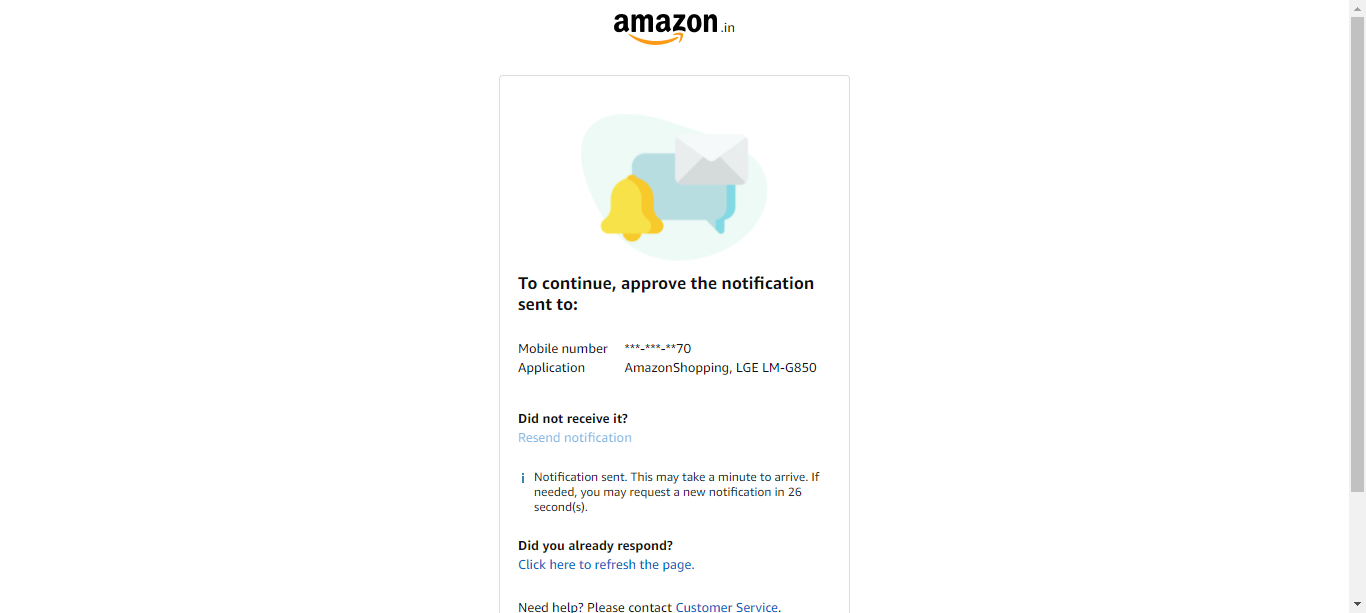 amazon.in
To continue, approve the notification
sent to:
Mobile number ***-***-**70
Application AmazonShopping, LGE LM-G850
Did not receive it?
Resend notification
i Notification sent. This may take a minute to arrive. If
needed, you may request a new notification in 26
second(s).
Did you already respond?
Click here to refresh the page.
Need help? Please contact Customer Service.